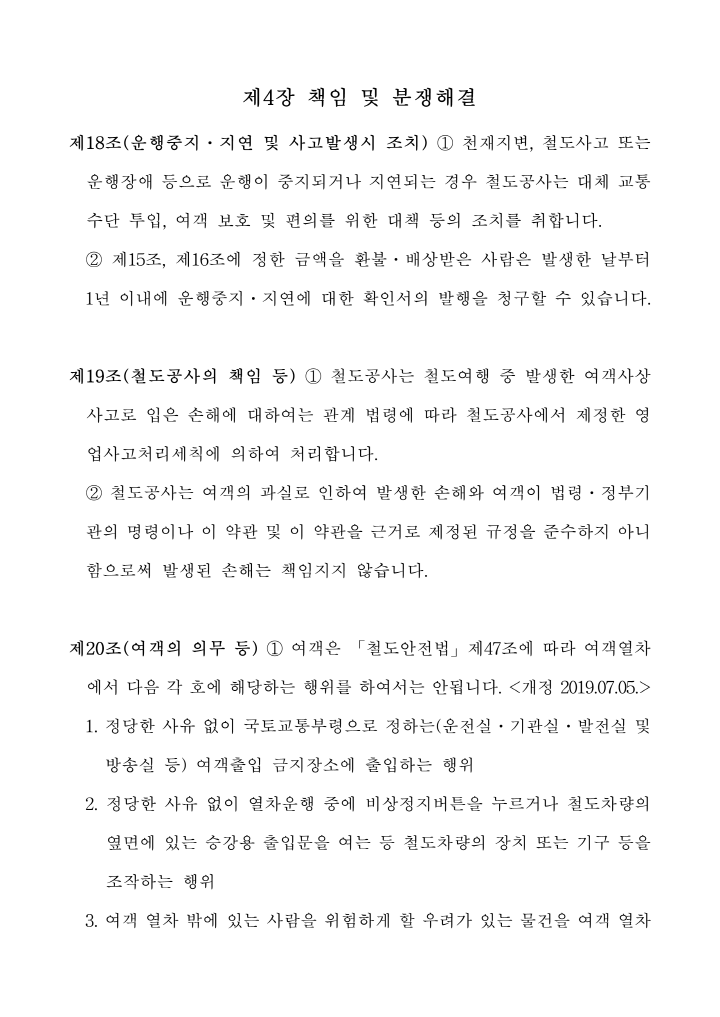 제4장 책임 및 분쟁해결
제18조(운행중지·지연 및 사고발생시 조치) ① 천재지변, 철도사고 또는
운행장애 등으로 운행이 중지되거나 지연되는 경우 철도공사는 대체 교통
수단 투입, 여객 보호 및 편의를 위한 대책 등의 조치를 취합니다.
② 제15조, 제16조에 정한 금액을 환불·배상받은 사람은 발생한 날부터
1년 이내에 운행중지·지연에 대한 확인서의 발행을 청구할 수 있습니다.
제19조(철도공사의 책임 등) ① 철도공사는 철도여행 중 발생한 여객사상
사고로 입은 손해에 대하여는 관계 법령에 따라 철도공사에서 제정한 영
업사고처리세칙에 의하여 처리합니다.
② 철도공사는 여객의 과실로 인하여 발생한 손해와 여객이 법령·정부기
관의 명령이나 이 약관 및 이 약관을 근거로 제정된 규정을 준수하지 아니
함으로써 발생된 손해는 책임지지 않습니다.
제20조(여객의 의무 등) ① 여객은 「철도안전법」제47조에 따라 여객열차
에서 다음 각 호에 해당하는 행위를 하여서는 안됩니다. <개정 2019.07.05.>
1. 정당한 사유 없이 국토교통부령으로 정하는(운전실·기관실·발전실 및
방송실 등) 여객출입 금지장소에 출입하는 행위
2. 정당한 사유 없이 열차운행 중에 비상정지버튼을 누르거나 철도차량의
옆면에 있는 승강용 출입문을 여는 등 철도차량의 장치 또는 기구 등을
조작하는 행위
3. 여객 열차 밖에 있는 사람을 위험하게 할 우려가 있는 물건을 여객 열차